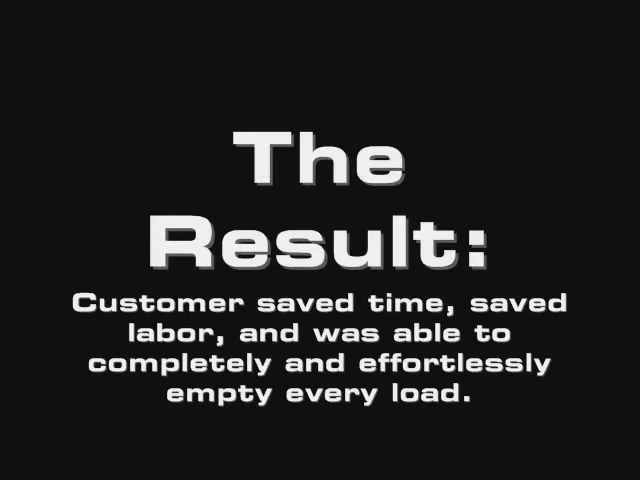 The
Result:
Customer saved time, saved
labor, and was able to
completely and effortlessly
empty every load.